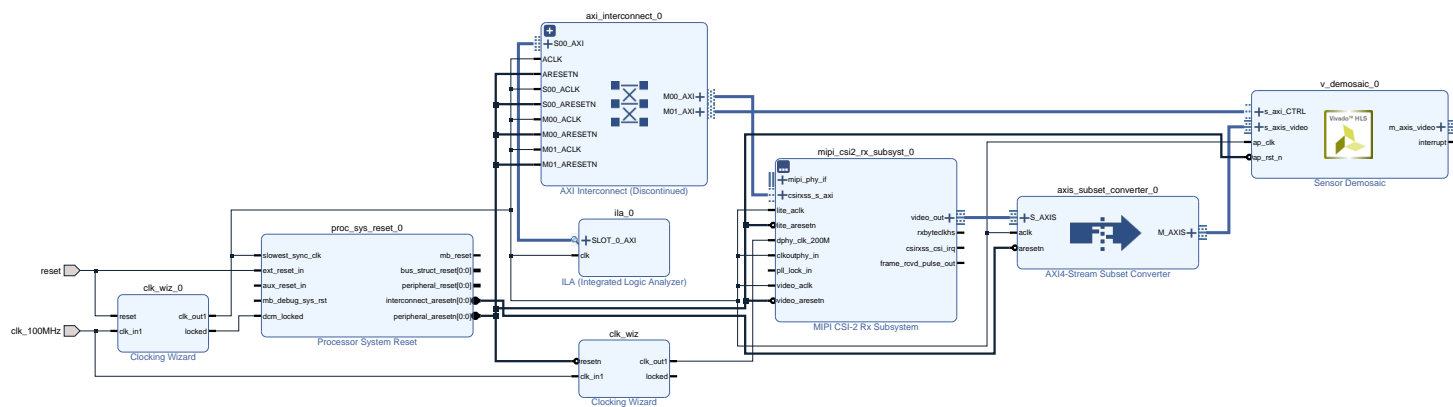 axi_interconnect_0
S00_AXI
ACLK
ARESETN
S00_ACLK
S00_ARESETN
M00_ACLK
M00_ARESETN
M01_ACLK
M01_ARESETN
M00_AXI
M01_AXI
AXI Interconnect (Discontinued)
v_demosaic_0
s_axi_CTRL
s_axis_video
ap_clk
ap_rst_n
Vivado™ HLS
m_axis_video
interrupt
Sensor Demosaic
mipi_csi2_rx_subsyst_0
mipi_phy_if
csirxss_s_axi
lite_aclk
lite_aresetn
dphy_clk_200M
clkoutphy_in
pll_lock_in
video_aclk
video_aresetn
video_out
rxbyteclkhs
csirxss_csi_irq
frame_rcvd_pulse_out
MIPI CSI-2 Rx Subsystem
axis_subset_converter_0
S_AXIS
aclk
aresetn
M_AXIS
AXI4-Stream Subset Converter
ila_0
SLOT_0_AXI
clk
ILA (Integrated Logic Analyzer)
proc_sys_reset_0
slowest_sync_clk
ext_reset_in
aux_reset_in
mb_debug_sys_rst
dcm_locked
mb_reset
bus_struct_reset[0:0]
peripheral_reset[0:0]
interconnect_aresetn[0:0]
peripheral_aresetn[0:0]
Processor System Reset
reset
clk_100MHz
clk_wiz_0
reset
clk_in1
clk_out1
locked
Clocking Wizard
clk_wiz
resetn
clk_in1
clk_out1
locked
Clocking Wizard